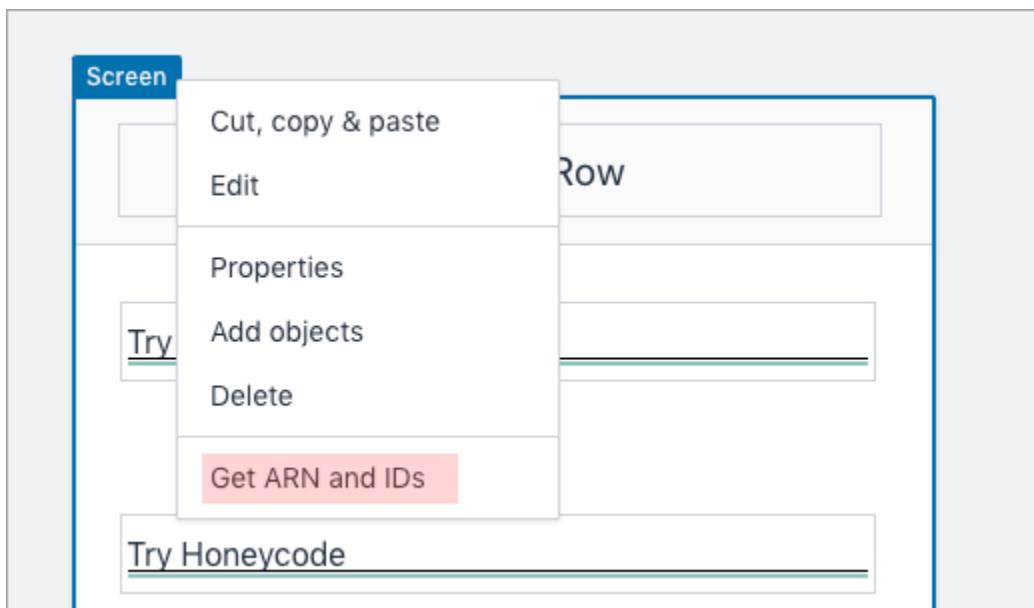 Screen
Cut, copy & paste
Edit
Row
Properties
Add objects
Try
Delete
Get ARN and IDs
Try Honeycode